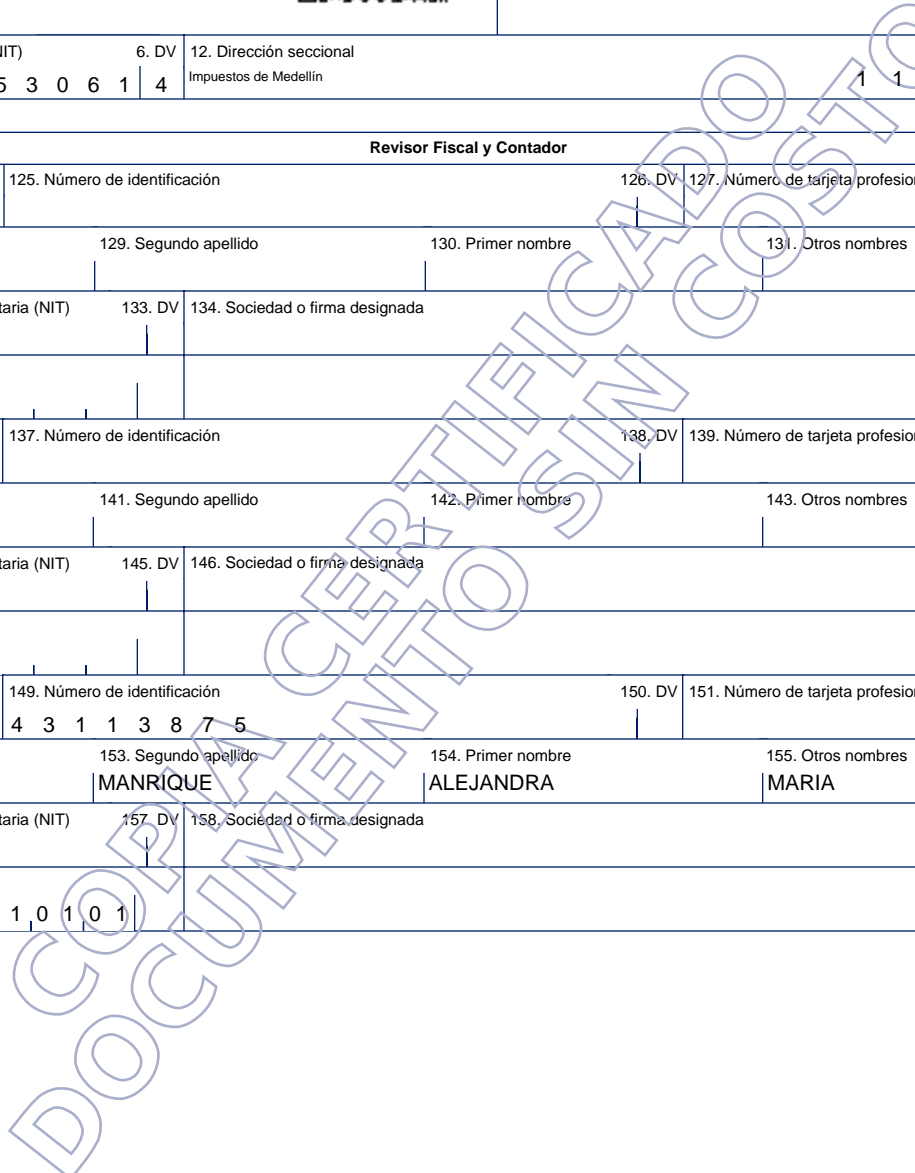 NIT) 6. DV 12. Dirección seccional
5 3 0 6 1 4 Impuestos de Medellín 1 1
Revisor Fiscal y Contador
125. Número de identificación 126. DV 127. Número de tarjeta profesion
129. Segundo apellido 130. Primer nombre 131. Otros nombres
taria (NIT) 133. DV 134. Sociedad o firma designada
137. Número de identificación 138. DV 139. Número de tarjeta profesion
141. Segundo apellido 142. Primer nombre 143. Otros nombres
taria (NIT) 145. DV 146. Sociedad o firma designada
149. Número de identificación 150. DV 151. Número de tarjeta profesion
4 3 1 1 3 8 7 5
153. Segundo apellido 154. Primer nombre 155. Otros nombres
MANRIQUE ALEJANDRA MARIA
taria (NIT) 157. DV 158. Sociedad o firma designada
1 0 1 0 1
COPIA CERTIFICADO
DOCUMENTO SIN COSTO